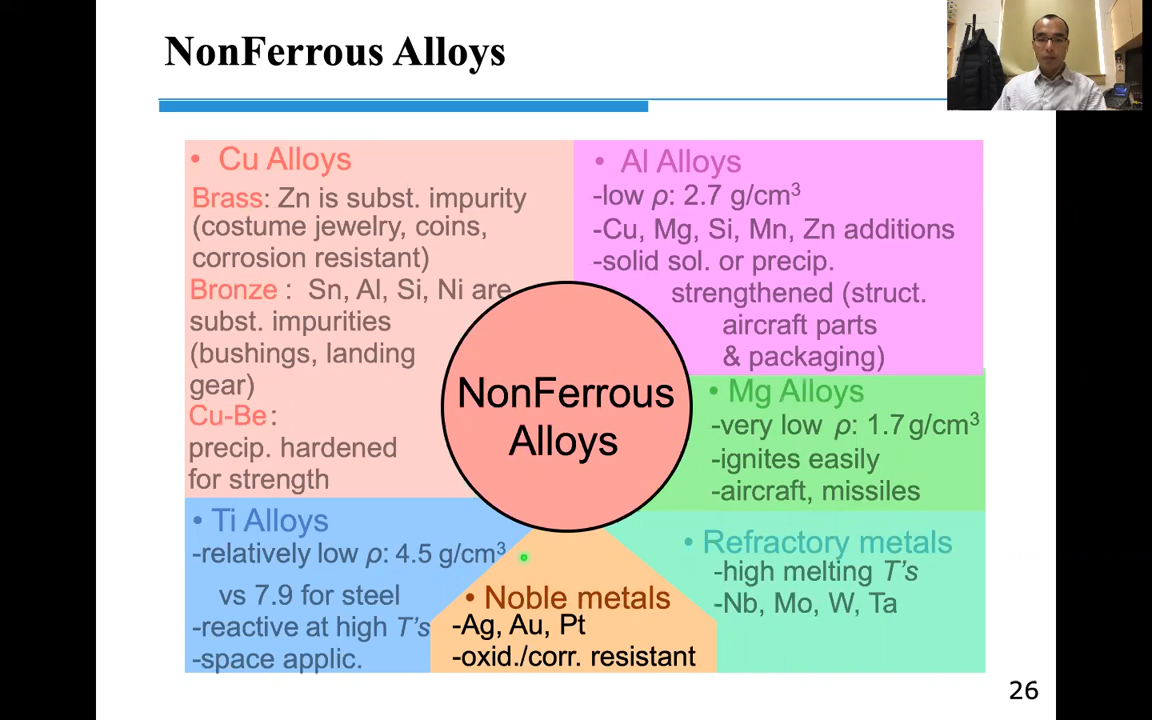 NonFerrous Alloys
• Cu Alloys
Brass: Zn is subst. impurity
(costume jewelry, coins,
corrosion resistant)
Bronze : Sn, Al, Si, Ni are
subst. impurities
(bushings, landing
gear)
Cu-Be:
precip. hardened
for strength
• Al Alloys
-low ρ: 2.7 g/cm³
-Cu, Mg, Si, Mn, Zn additions
-solid sol. or precip.
strengthened (struct.
aircraft parts
& packaging)
NonFerrous
Alloys
• Mg Alloys
-very low ρ: 1.7 g/cm³
-ignites easily
-aircraft, missiles
• Ti Alloys
-relatively low ρ: 4.5 g/cm³
vs 7.9 for steel
-reactive at high T's
-space applic.
• Noble metals
-Ag, Au, Pt
-oxid./corr. resistant
• Refractory metals
-high melting T's
-Nb, Mo, W, Ta
26